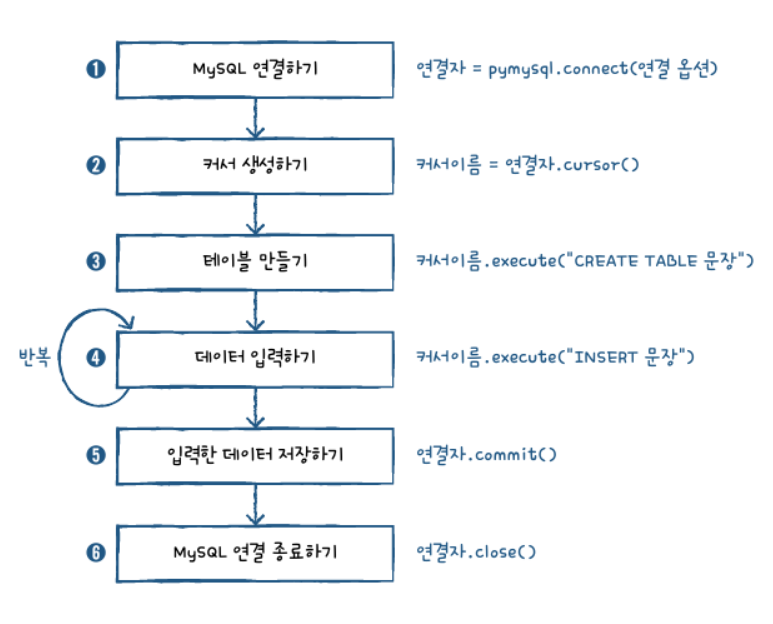 ❶ MySQL 연결하기 연결자 = pymysql.connect(연결 옵션)
❷ 커서 생성하기 커서이름 = 연결자.cursor()
❸ 테이블 만들기 커서이름.execute("CREATE TABLE 문장")
반복 ❹ 데이터 입력하기 커서이름.execute("INSERT 문장")
❺ 입력한 데이터 저장하기 연결자.commit()
❻ MySQL 연결 종료하기 연결자.close()